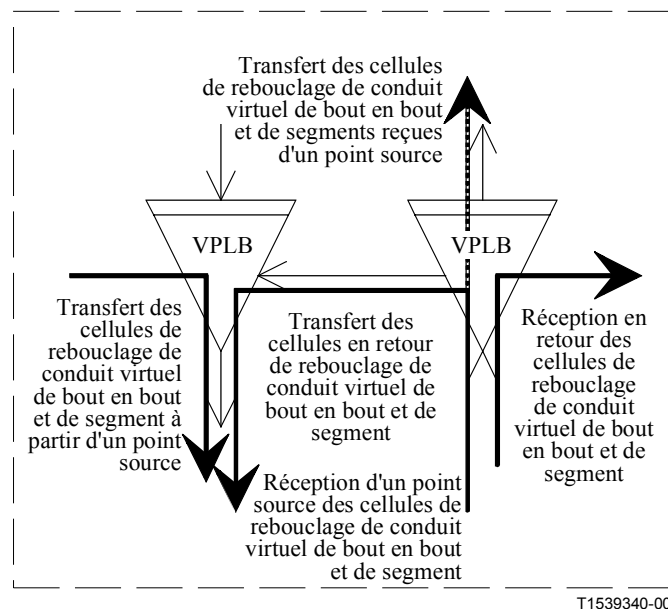 Transfert des cellules
de rebouclage de conduit
virtuel de bout en bout
et de segments reçues
d'un point source
VPLB
VPLB
Transfert des
cellules de
rebouclage de
conduit virtuel
de bout en bout
et de segment à
partir d'un point
source
Transfert des
cellules en retour
de rebouclage de
conduit virtuel de
bout en bout et de
segment
Réception en
retour des
cellules de
rebouclage
de conduit
virtuel de bout
en bout et de
segment
Réception d'un point
source des cellules de
rebouclage de conduit
virtuel de bout en bout
et de segment
T1539340-00